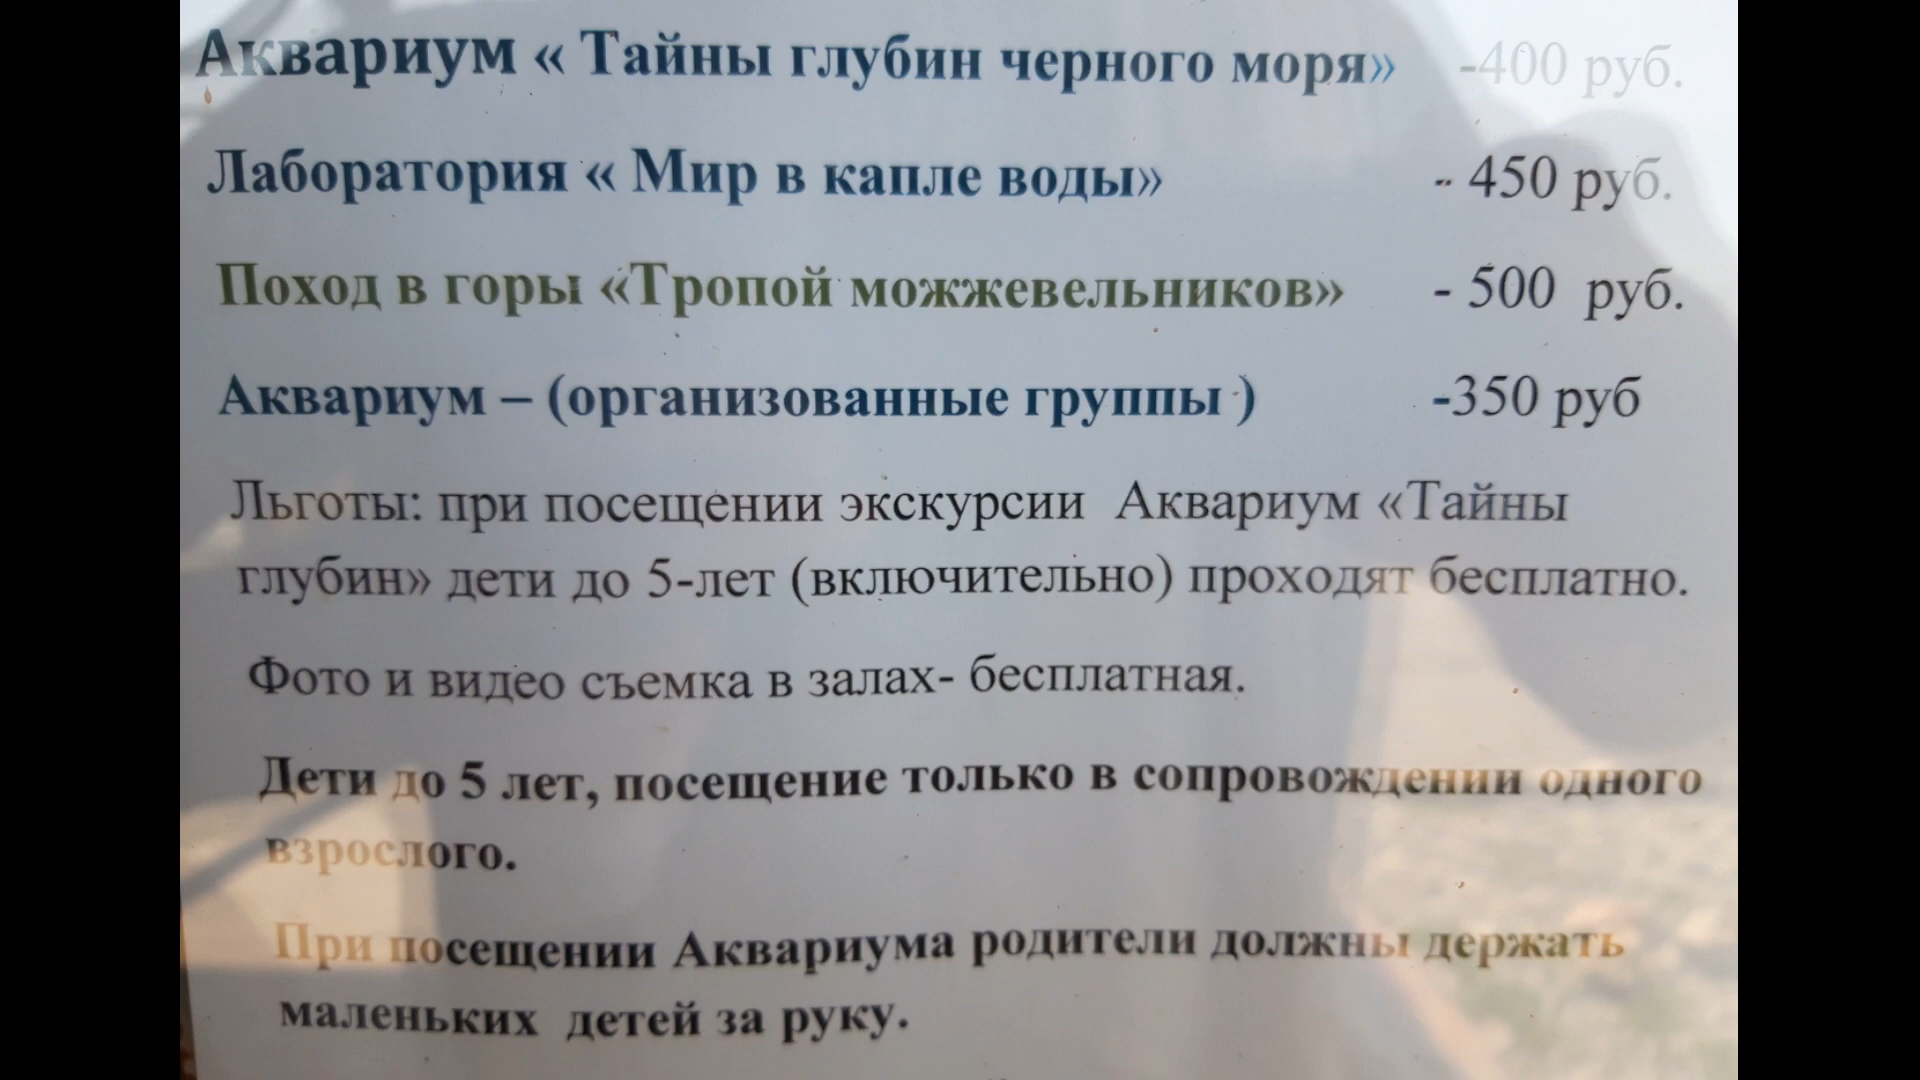 Аквариум « Тайны глубин черного моря» -400 руб.
Лаборатория « Мир в капле воды» - 450 руб.
Поход в горы «Тропой можжевельников» - 500 руб.
Аквариум – (организованные группы ) -350 руб
Льготы: при посещении экскурсии Аквариум «Тайны
глубин» дети до 5-лет (включительно) проходят бесплатно.
Фото и видео съемка в залах- бесплатная.
Дети до 5 лет, посещение только в сопровождении одного
взрослого.
При посещении Аквариума родители должны держать
маленьких детей за руку.